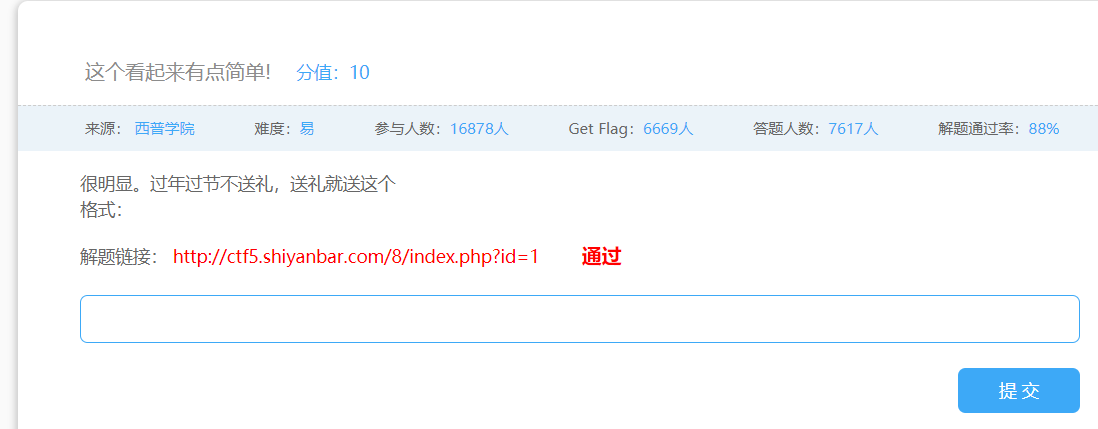 这个看起来有点简单! 分值：10
来源： 西普学院 难度：易 参与人数：16878人 Get Flag：6669人 答题人数：7617人 解题通过率：88%
很明显。过年过节不送礼，送礼就送这个
格式：
解题链接： http://ctf5.shiyanbar.com/8/index.php?id=1 通过
提交